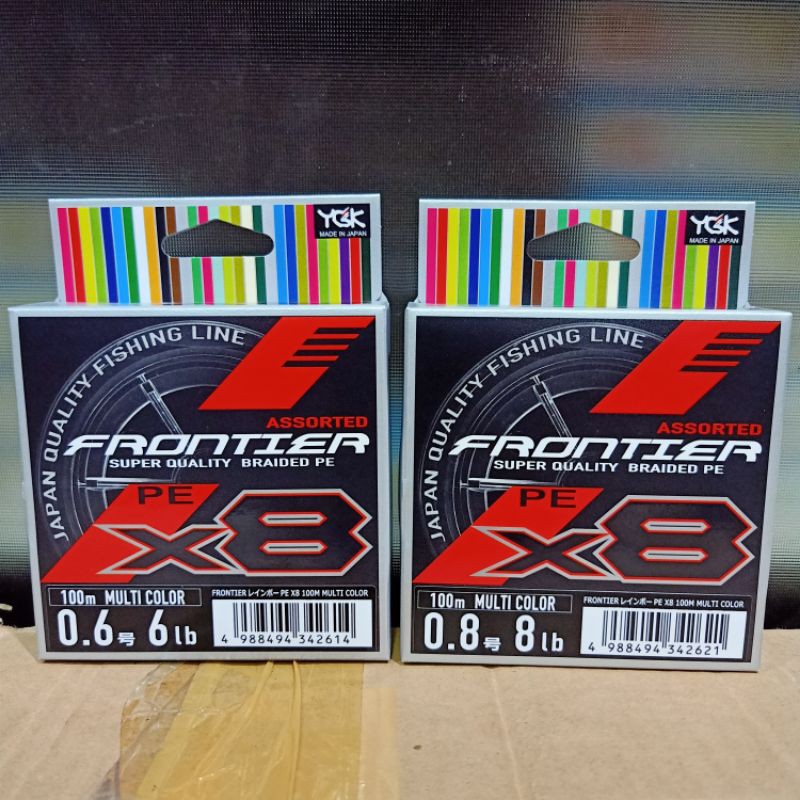 YGK
MADE IN JAPAN
JAPAN QUALITY FISHING LINE
ASSORTED
FRONTIER
SUPER QUALITY BRAIDED PE
PE
X8
100m MULTI COLOR
0.6号 6lb
FRONTIER レインボー PE X8 100M MULTI COLOR
4 988494 342614
YGK
MADE IN JAPAN
JAPAN QUALITY FISHING LINE
ASSORTED
FRONTIER
SUPER QUALITY BRAIDED PE
PE
X8
100m MULTI COLOR
0.8号 8lb
FRONTIER レインボー PE X8 100M MULTI COLOR
4 988494 342621